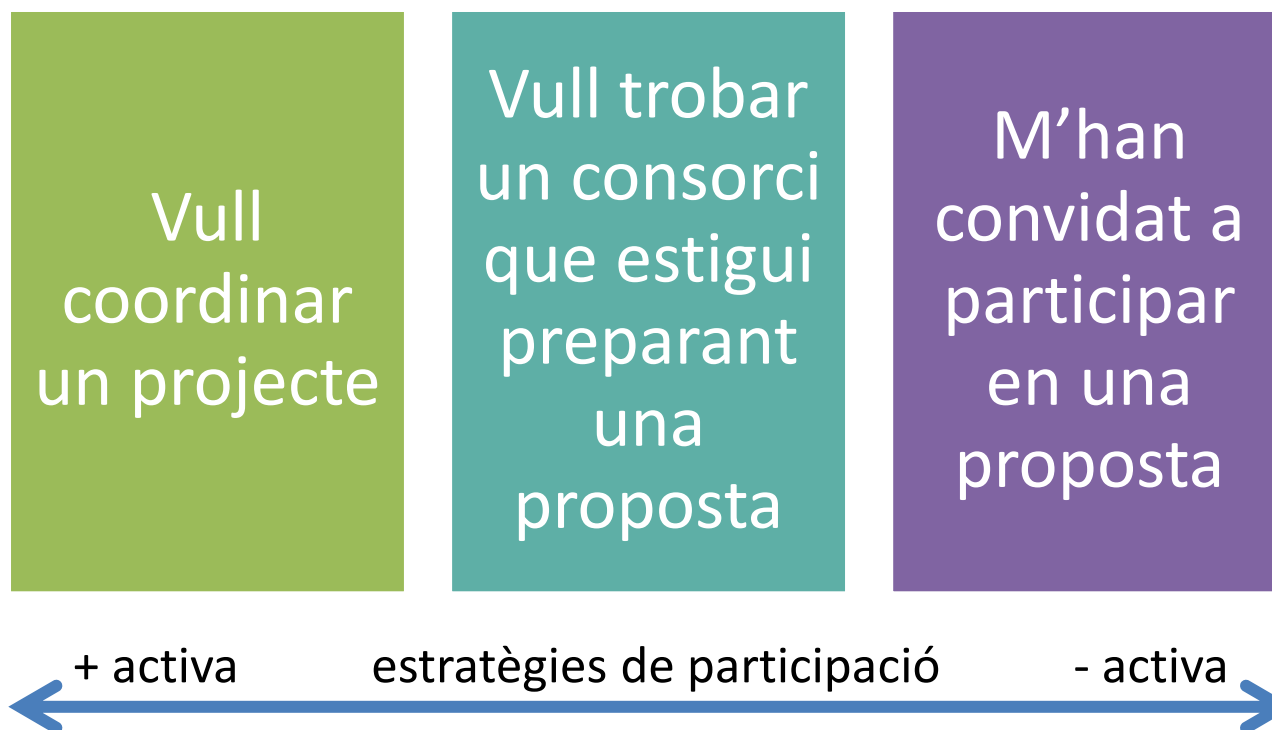 Vull
coordinar
un projecte
Vull trobar
un consorci
que estigui
preparant
una
proposta
M’han
convidat a
participar
en una
proposta
+ activa
estratègies de participació
- activa